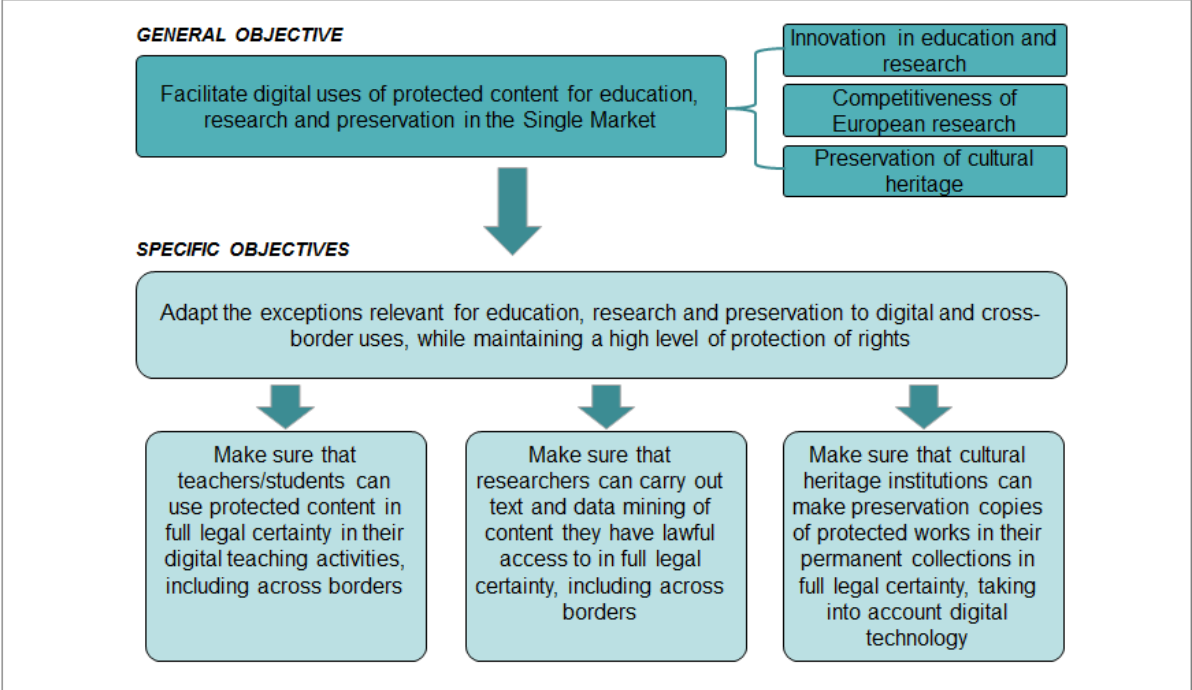 GENERAL OBJECTIVE
Facilitate digital uses of protected content for education,
research and preservation in the Single Market
Innovation in education and
research
Competitiveness of
European research
Preservation of cultural
heritage
SPECIFIC OBJECTIVES
Adapt the exceptions relevant for education, research and preservation to digital and cross-
border uses, while maintaining a high level of protection of rights
Make sure that
teachers/students can
use protected content in
full legal certainty in their
digital teaching activities,
including across borders
Make sure that
researchers can carry out
text and data mining of
content they have lawful
access to in full legal
certainty, including across
borders
Make sure that cultural
heritage institutions can
make preservation copies
of protected works in their
permanent collections in
full legal certainty, taking
into account digital
technology